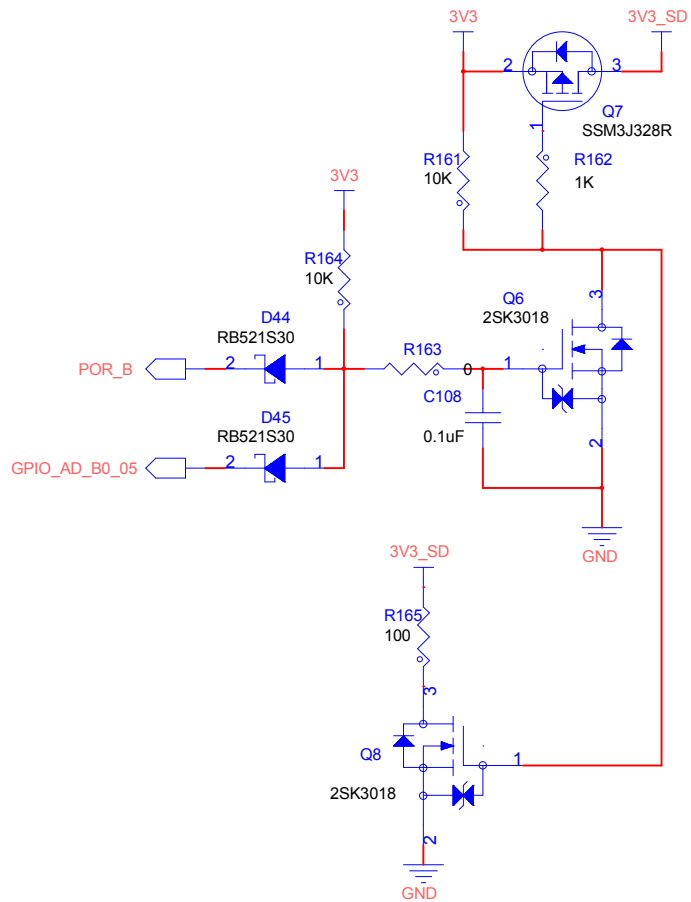 3V3
3V3_SD
2
3
Q7
SSM3J328R
1
R161
10K
R162
1K
3V3
R164
10K
Q6
2SK3018
3
D44
RB521S30
POR_B
2
1
R163
0
1
C108
0.1uF
D45
RB521S30
GPIO_AD_B0_05
2
1
2
GND
3V3_SD
R165
100
3
Q8
1
2SK3018
2
GND